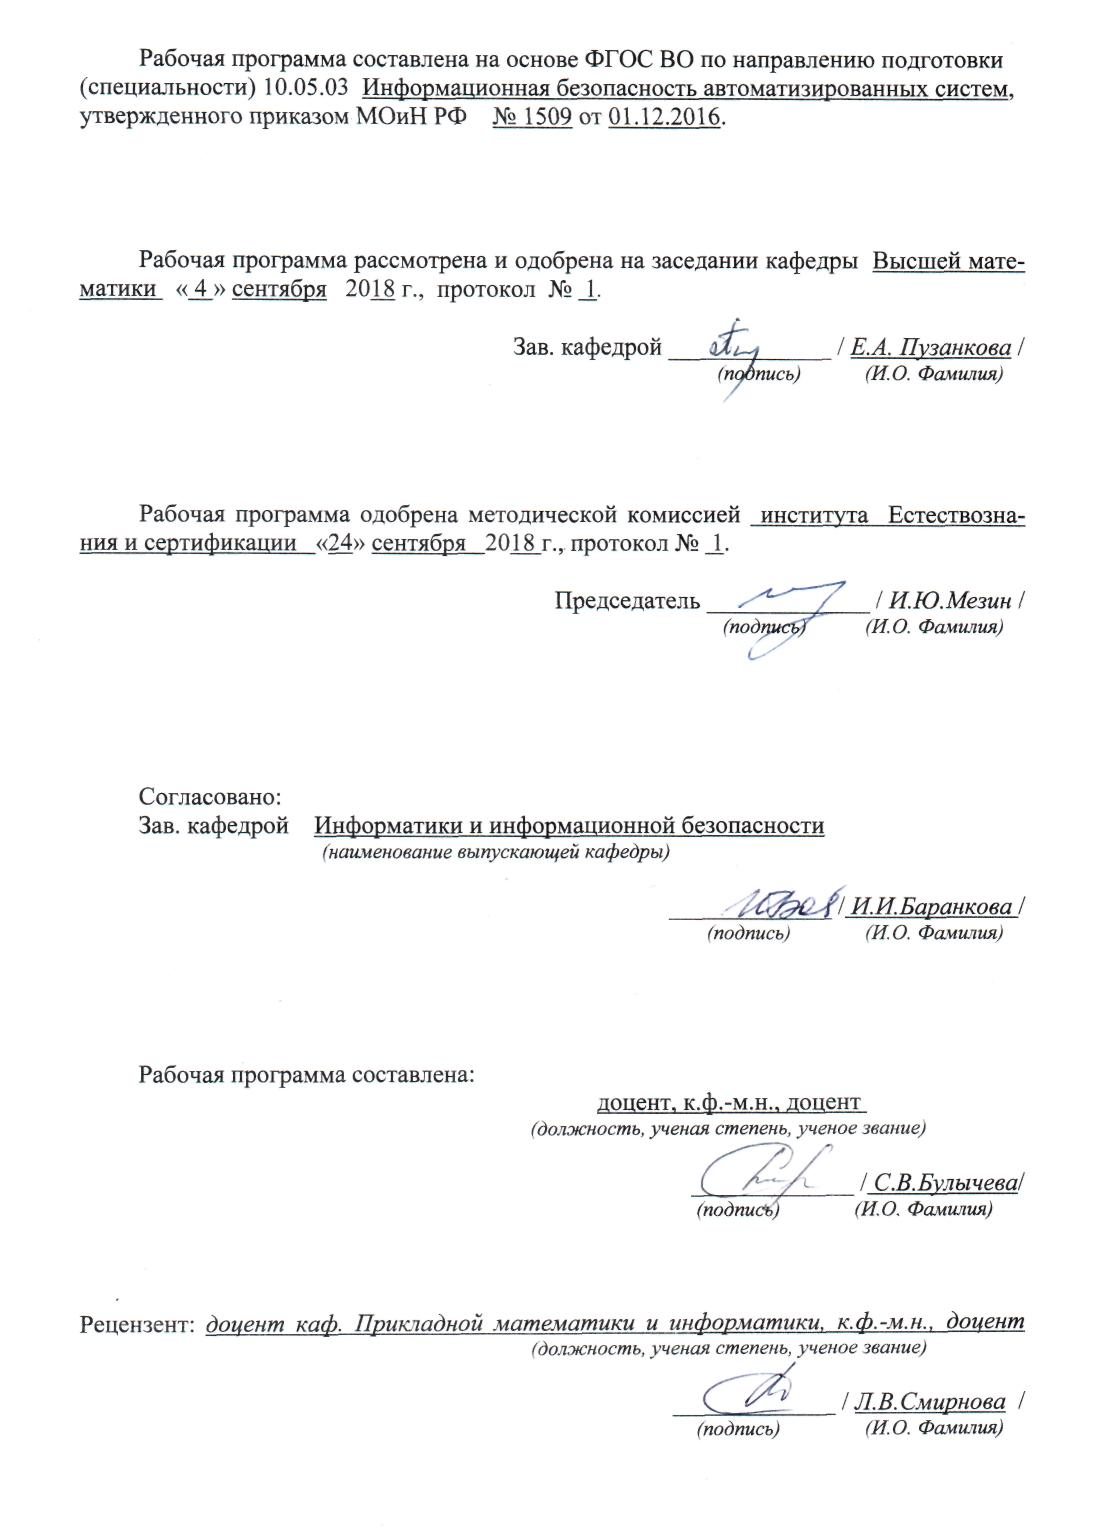 Рабочая программа составлена на основе ФГОС ВО по направлению подготовки
(специальности) 10.05.03 Информационная безопасность автоматизированных систем,
утвержденного приказом МОиН РФ № 1509 от 01.12.2016.
Рабочая программа рассмотрена и одобрена на заседании кафедры Высшей мате-
матики « 4 » сентября 2018 г., протокол № 1.
Зав. кафедрой ____________ / Е.А. Пузанкова /
(подпись) (И.О. Фамилия)
Рабочая программа одобрена методической комиссией института Естествозна-
ния и сертификации «24» сентября 2018 г., протокол № 1.
Председатель ____________ / И.Ю.Мезин /
(подпись) (И.О. Фамилия)
Согласовано:
Зав. кафедрой Информатики и информационной безопасности
(наименование выпускающей кафедры)
____________ / И.И.Баранкова /
(подпись) (И.О. Фамилия)
Рабочая программа составлена:
доцент, к.ф.-м.н., доцент
(должность, ученая степень, ученое звание)
____________ / С.В.Булычева/
(подпись) (И.О. Фамилия)
Рецензент: доцент каф. Прикладной математики и информатики, к.ф.-м.н., доцент
(должность, ученая степень, ученое звание)
____________ / Л.В.Смирнова /
(подпись) (И.О. Фамилия)